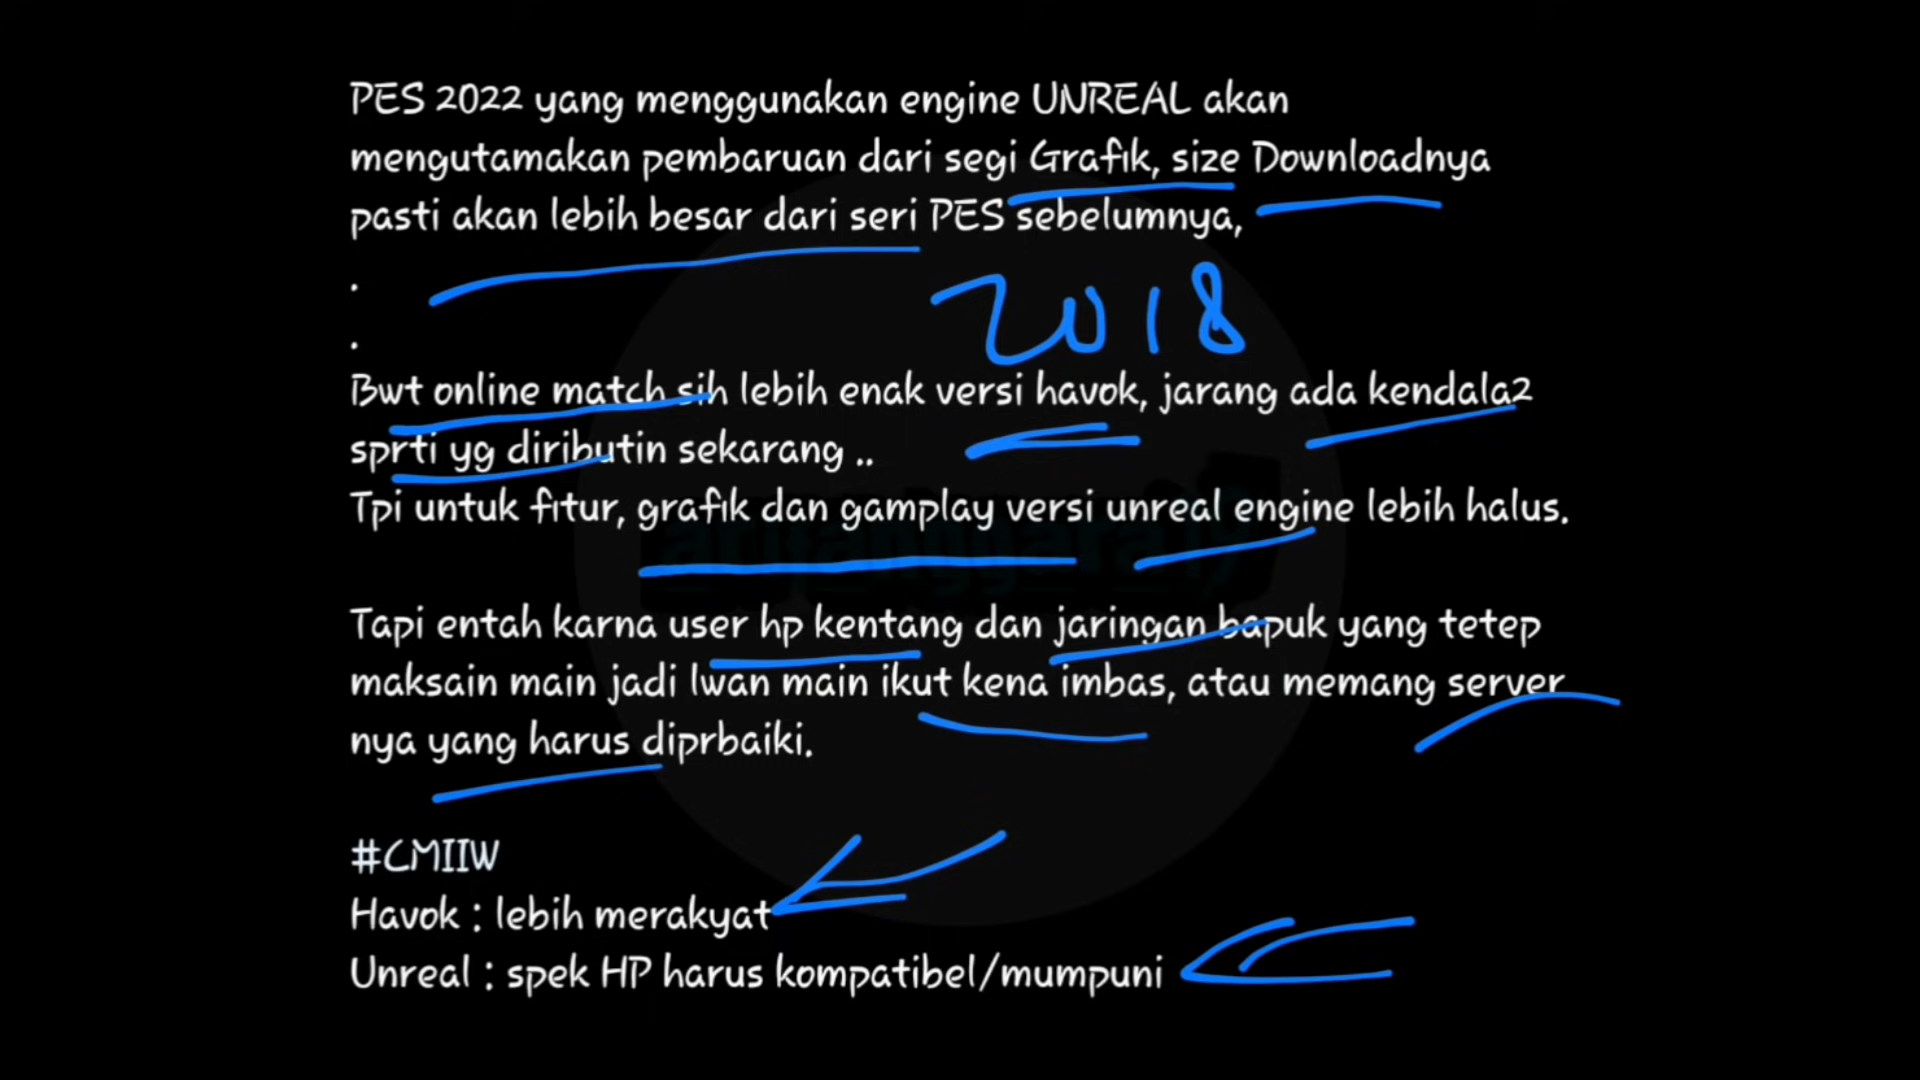 PES 2022 yang menggunakan engine UNREAL akan
mengutamakan pembaruan dari segi Grafik, size Downloadnya
pasti akan lebih besar dari seri PES sebelumnya,
.
2018
.
Bwt online match sih lebih enak versi havok, jarang ada kendala2
sprti yg diributin sekarang ..
Tpi untuk fitur, grafik dan gamplay versi unreal engine lebih halus.
Tapi entah karna user hp kentang dan jaringan bapuk yang tetep
maksain main jadi lwan main ikut kena imbas, atau memang server
nya yang harus diprbaiki.
#CMIIW
Havok : lebih merakyat
Unreal : spek HP harus kompatibel/mumpuni